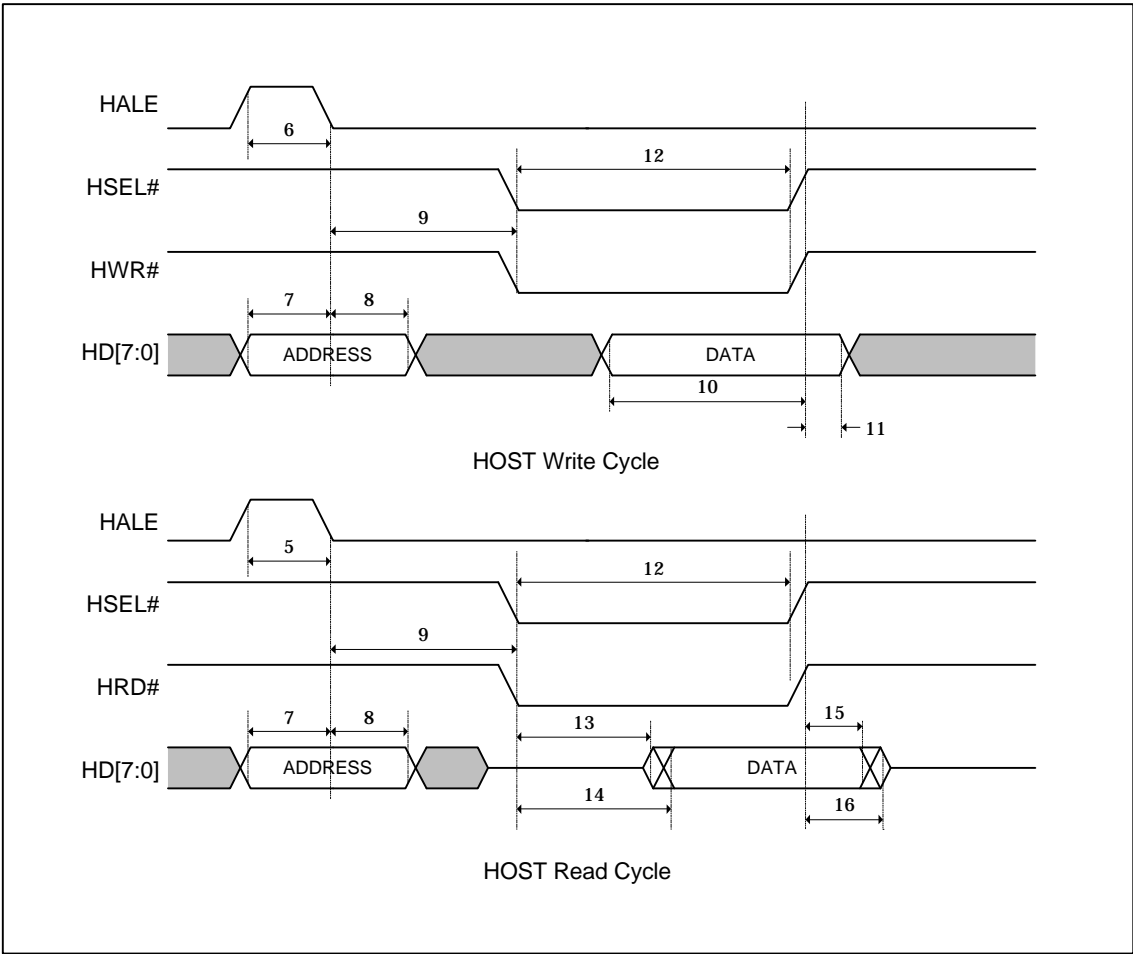 HALE
6
HSEL#
12
9
HWR#
7 8
HD[7:0] ADDRESS DATA
10
11
HOST Write Cycle
HALE
5
12
HSEL#
9
HRD#
7 8 13 15
HD[7:0] ADDRESS DATA
14 16
HOST Read Cycle